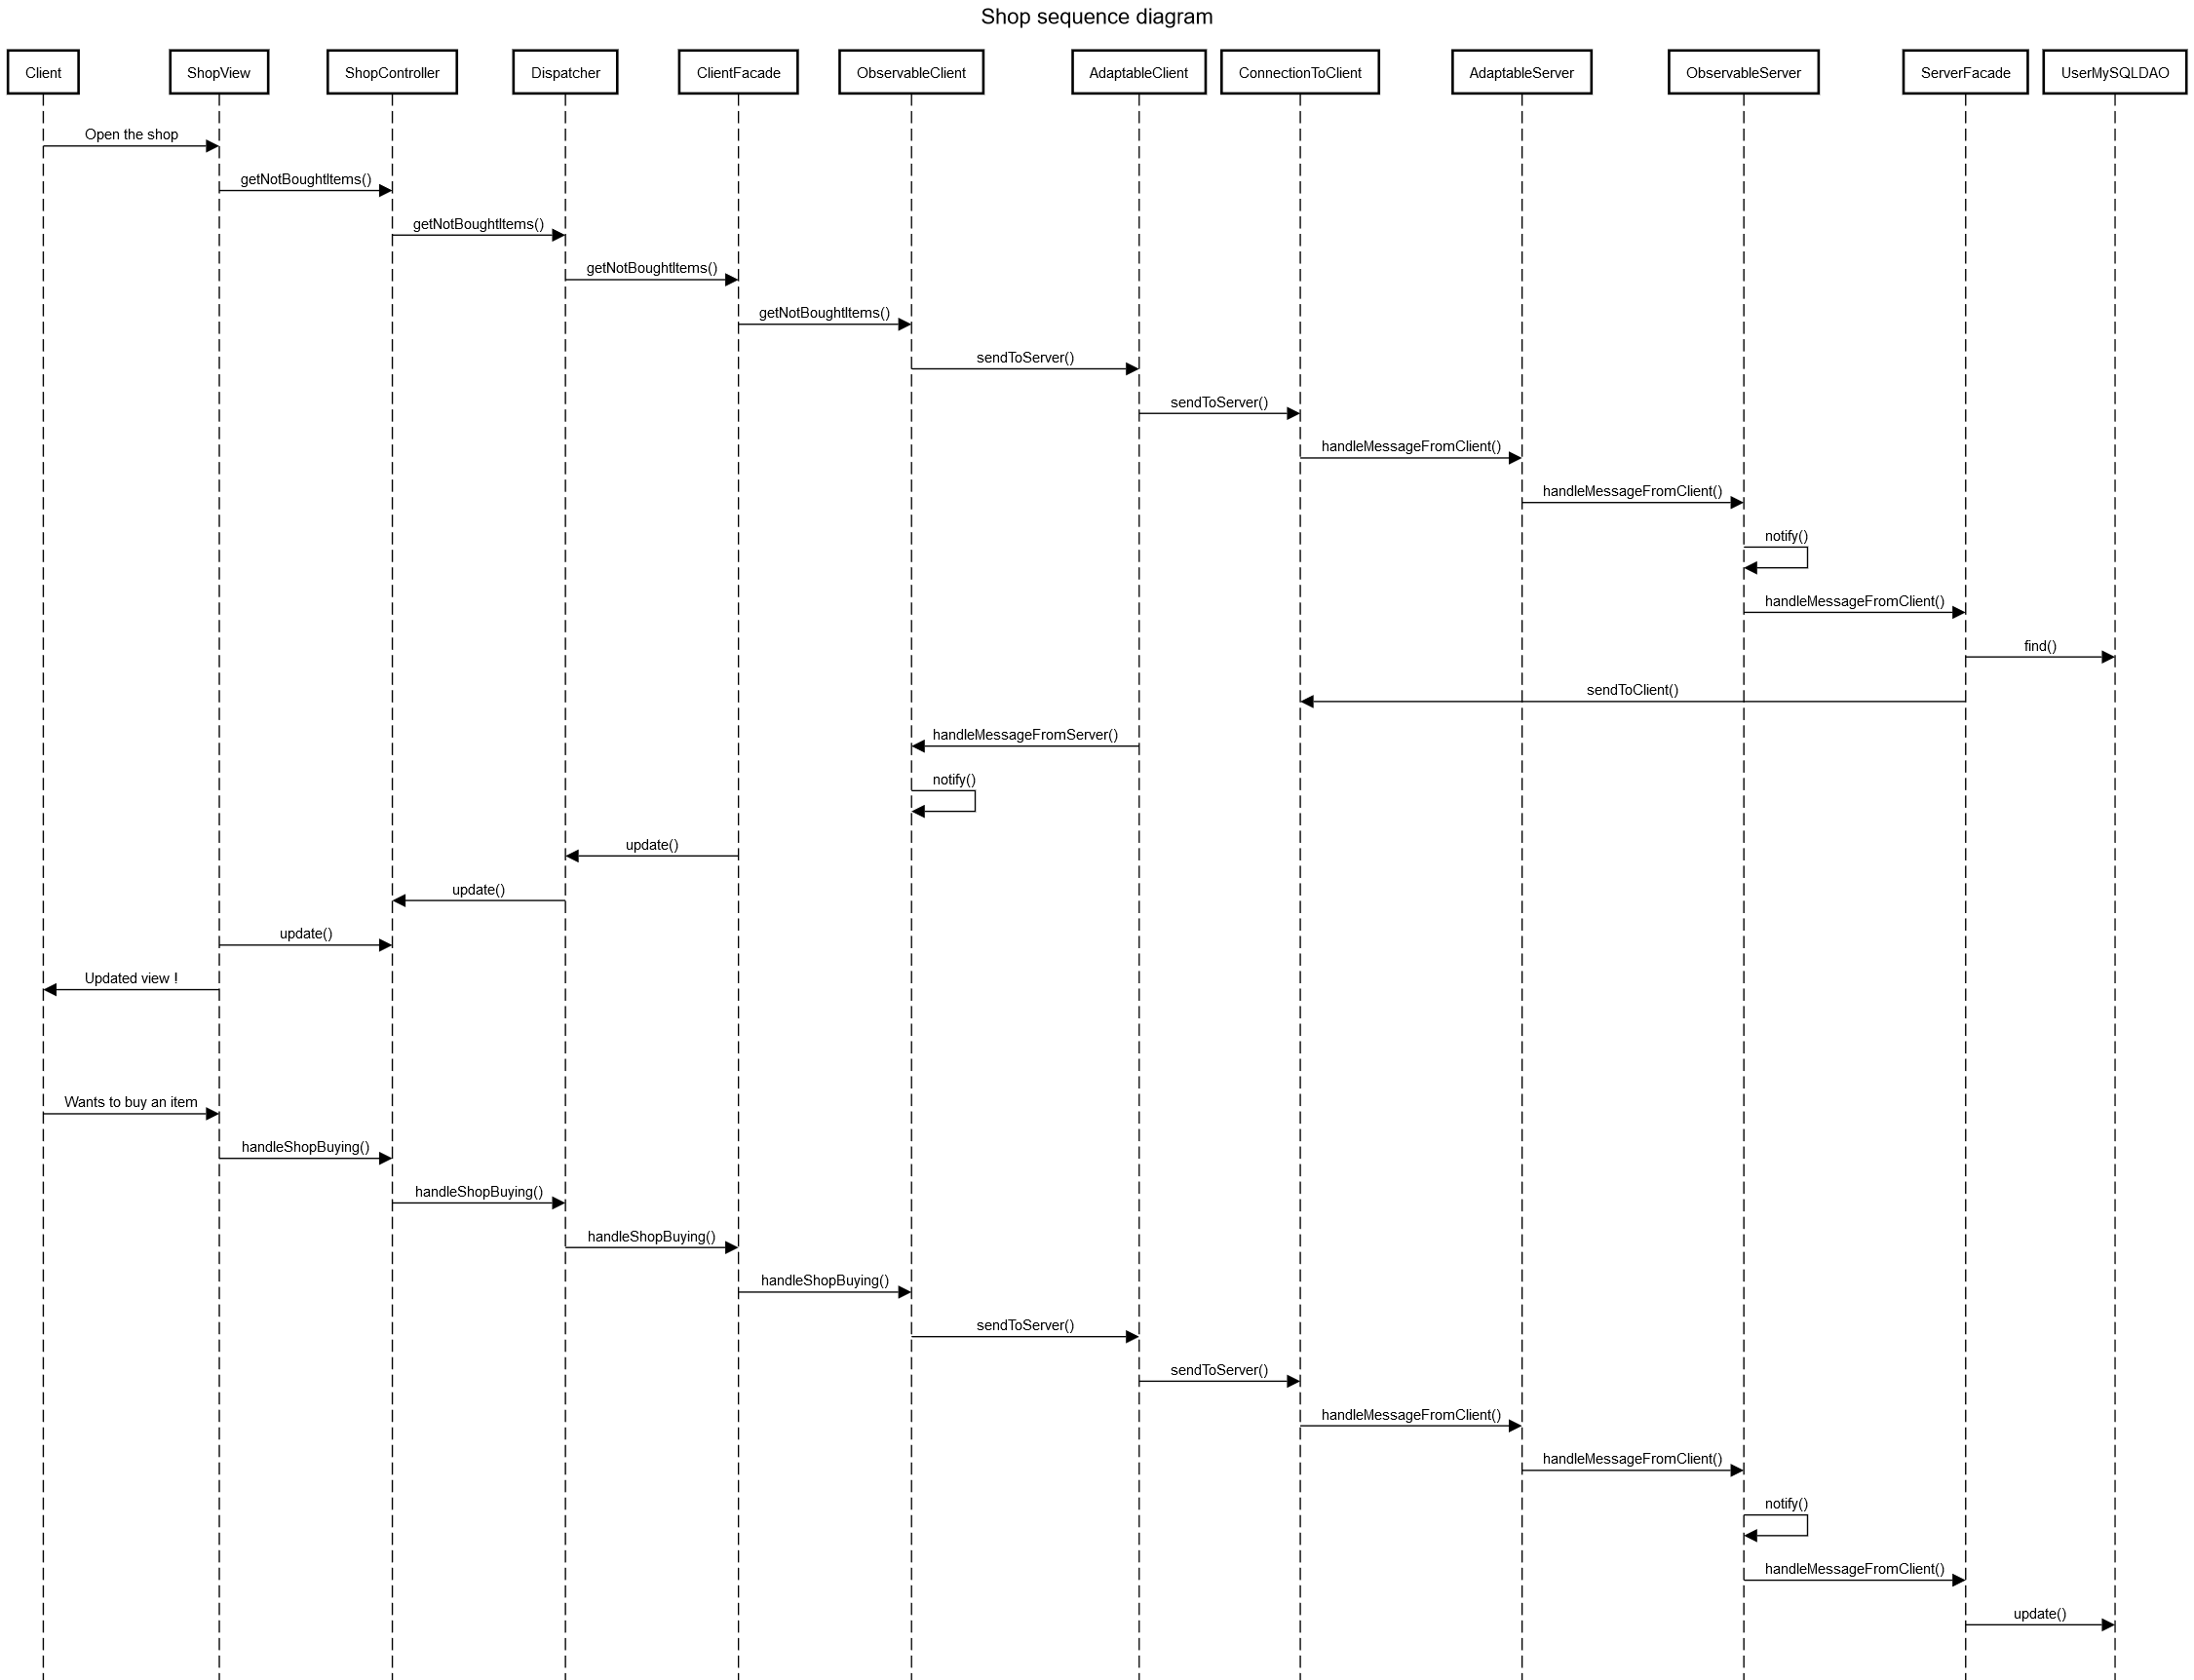 Shop sequence diagram
Client
ShopView
ShopController
Dispatcher
ClientFacade
ObservableClient
AdaptableClient
ConnectionToClient
AdaptableServer
ObservableServer
ServerFacade
UserMySQLDAO
Open the shop
getNotBoughtItems()
getNotBoughtItems()
getNotBoughtItems()
getNotBoughtItems()
sendToServer()
sendToServer()
handleMessageFromClient()
handleMessageFromClient()
notify()
handleMessageFromClient()
find()
sendToClient()
handleMessageFromServer()
notify()
update()
update()
update()
Updated view !
Wants to buy an item
handleShopBuying()
handleShopBuying()
handleShopBuying()
handleShopBuying()
sendToServer()
sendToServer()
handleMessageFromClient()
handleMessageFromClient()
notify()
handleMessageFromClient()
update()